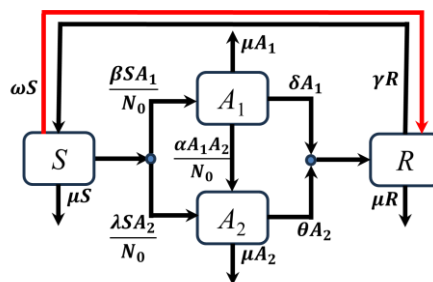 μA₁
ωS
βSA₁
N₀
A₁
δA₁
γR
αA₁A₂
N₀
S
R
μS
μR
λSA₂
N₀
A₂
θA₂
μA₂